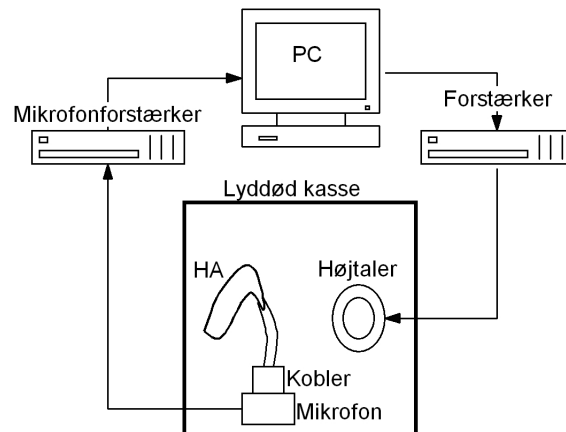 PC
Mikrofonforstærker
Forstærker
Lyddød kasse
HA
Højtaler
Kobler
Mikrofon